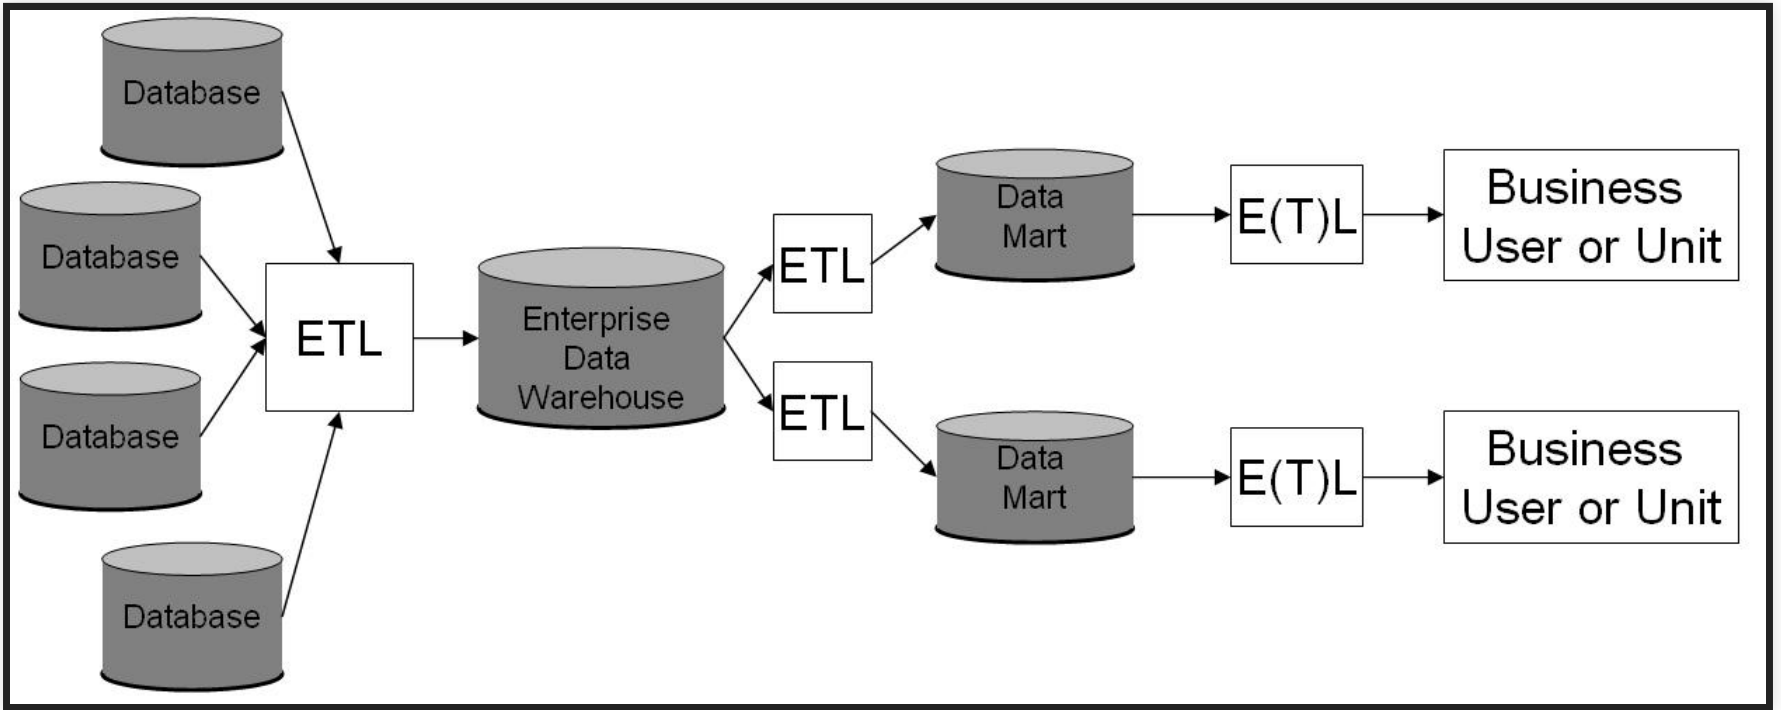 Database
Database
Database
Database
ETL
Enterprise
Data
Warehouse
ETL
ETL
Data
Mart
E(T)L
Business
User or Unit
Data
Mart
E(T)L
Business
User or Unit